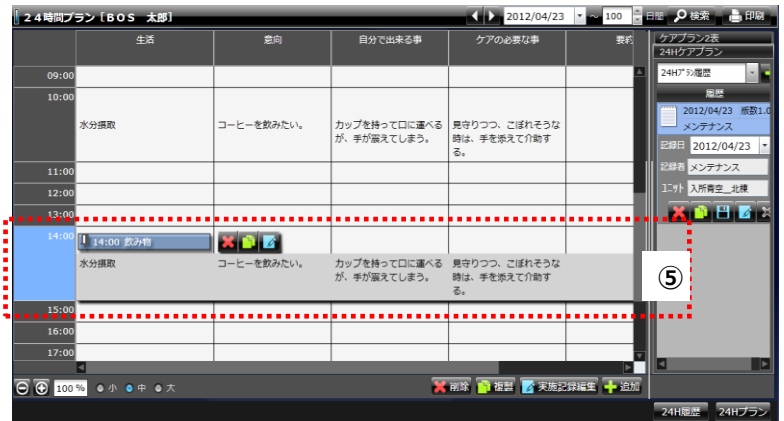 24時間プラン [BOS 太郎] 2012/04/23 ～ 100 日間 検索 印刷
生活 意向 自分で出来る事 ケアの必要な事 要約
09:00
10:00
水分摂取 コーヒーを飲みたい。 カップを持って口に運べるが、手が震えてしまう。 見守りつつ、こぼれそうな時は、手を添えて介助する。
11:00
12:00
13:00
14:00 14:00 飲み物
水分摂取 コーヒーを飲みたい。 カップを持って口に運べるが、手が震えてしまう。 見守りつつ、こぼれそうな時は、手を添えて介助する。
⑤
15:00
16:00
17:00
100 % 小 中 大 削除 複製 実施記録編集 追加
ケアプラン2表
24Hケアプラン
24Hプラン履歴
履歴
2012/04/23 版数1.0
メンテナンス
記録日 2012/04/23
記録者 メンテナンス
ユニット 入所青空__北棟
24H履歴 24Hプラン